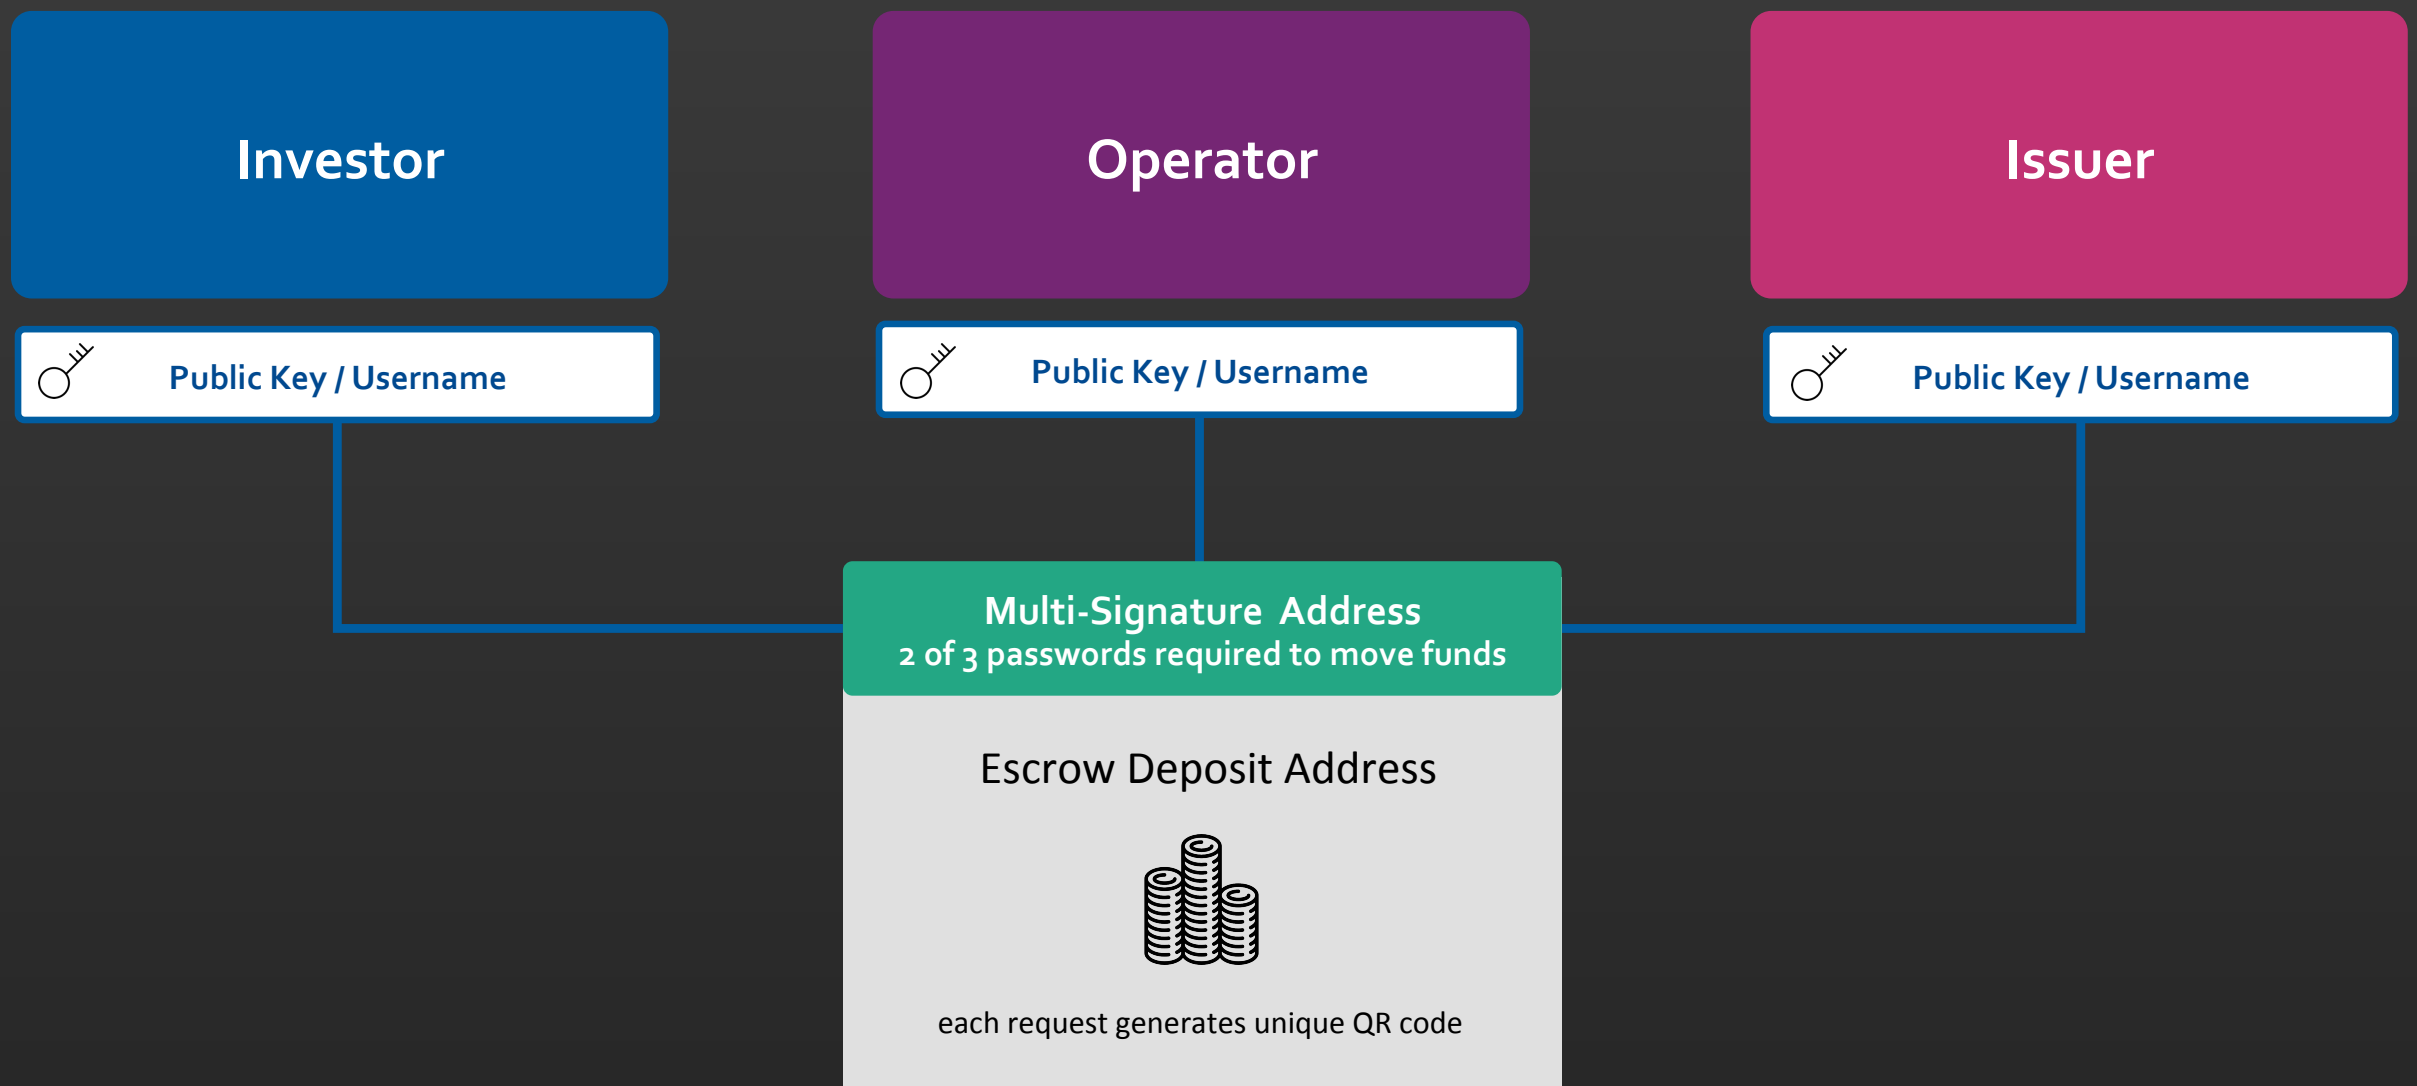 Investor
Operator
Issuer
Public Key / Username
Public Key / Username
Public Key / Username
Multi-Signature Address
2 of 3 passwords required to move funds
Escrow Deposit Address
each request generates unique QR code